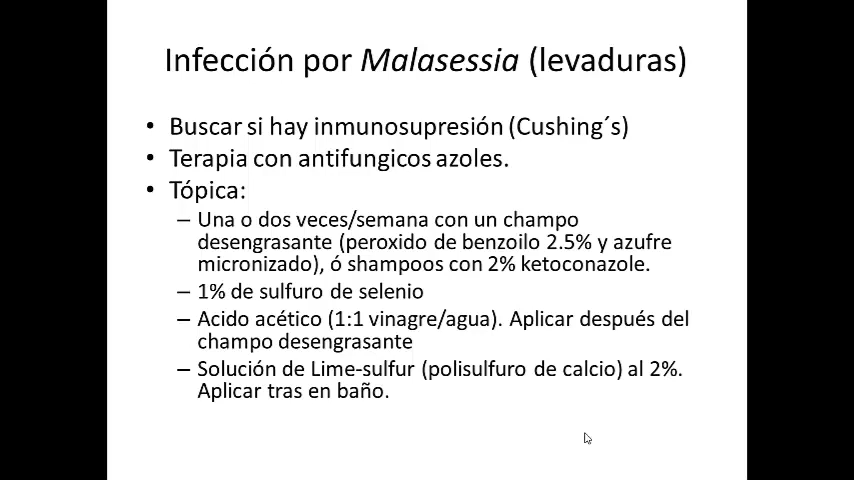 Infección por Malasessia (levaduras)
• Buscar si hay inmunosupresión (Cushing´s)
• Terapia con antifungicos azoles.
• Tópica:
– Una o dos veces/semana con un champo
desengrasante (peroxido de benzoilo 2.5% y azufre
micronizado), ó shampoos con 2% ketoconazole.
– 1% de sulfuro de selenio
– Acido acético (1:1 vinagre/agua). Aplicar después del
champo desengrasante
– Solución de Lime-sulfur (polisulfuro de calcio) al 2%.
Aplicar tras en baño.